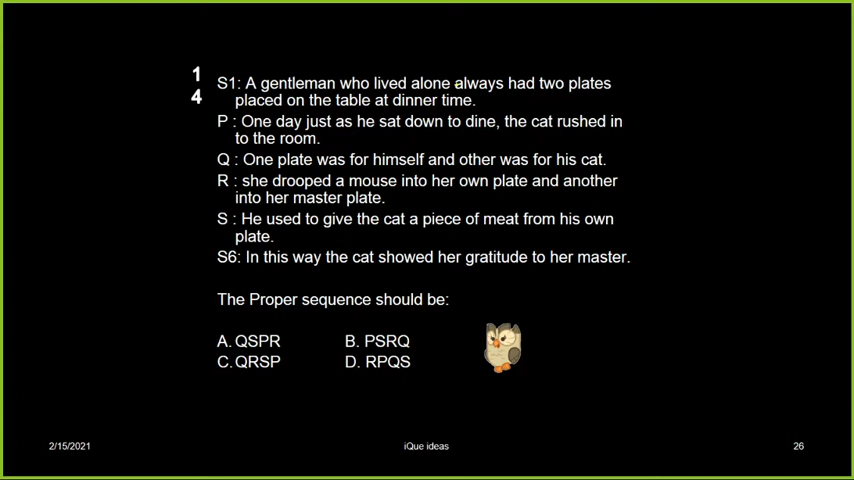 1
4
S1: A gentleman who lived alone always had two plates
placed on the table at dinner time.
P : One day just as he sat down to dine, the cat rushed in
to the room.
Q : One plate was for himself and other was for his cat.
R : she drooped a mouse into her own plate and another
into her master plate.
S : He used to give the cat a piece of meat from his own
plate.
S6: In this way the cat showed her gratitude to her master.
The Proper sequence should be:
A. QSPR B. PSRQ
C. QRSP D. RPQS
2/15/2021 iQue ideas 26